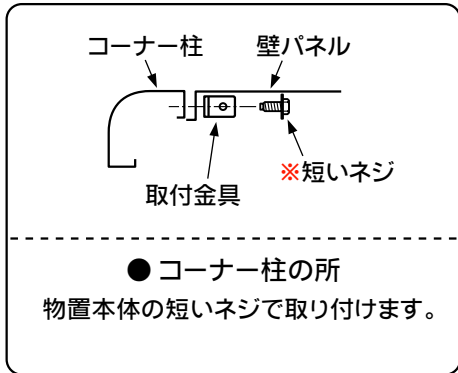 コーナー柱 壁パネル
※短いネジ
取付金具
●コーナー柱の所
物置本体の短いネジで取り付けます。